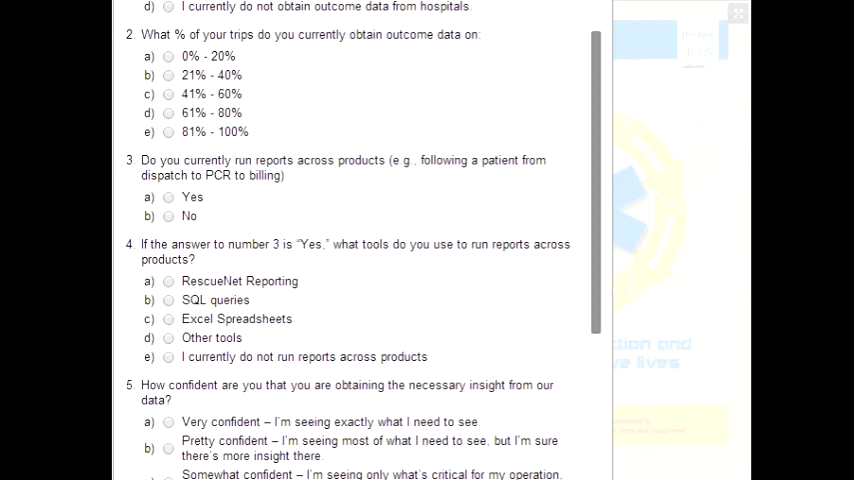 d) I currently do not obtain outcome data from hospitals.
2. What % of your trips do you currently obtain outcome data on:
a) 0% - 20%
b) 21% - 40%
c) 41% - 60%
d) 61% - 80%
e) 81% - 100%
3. Do you currently run reports across products (e g., following a patient from
dispatch to PCR to billing)
a) Yes
b) No
4. If the answer to number 3 is “Yes,” what tools do you use to run reports across
products?
a) RescueNet Reporting
b) SQL queries
c) Excel Spreadsheets
d) Other tools
e) I currently do not run reports across products
5. How confident are you that you are obtaining the necessary insight from our
data?
a) Very confident – I’m seeing exactly what I need to see.
b) Pretty confident – I’m seeing most of what I need to see, but I’m sure
there’s more insight there.
Somewhat confident – I’m seeing only what’s critical for my operation,
ction and
ve lives